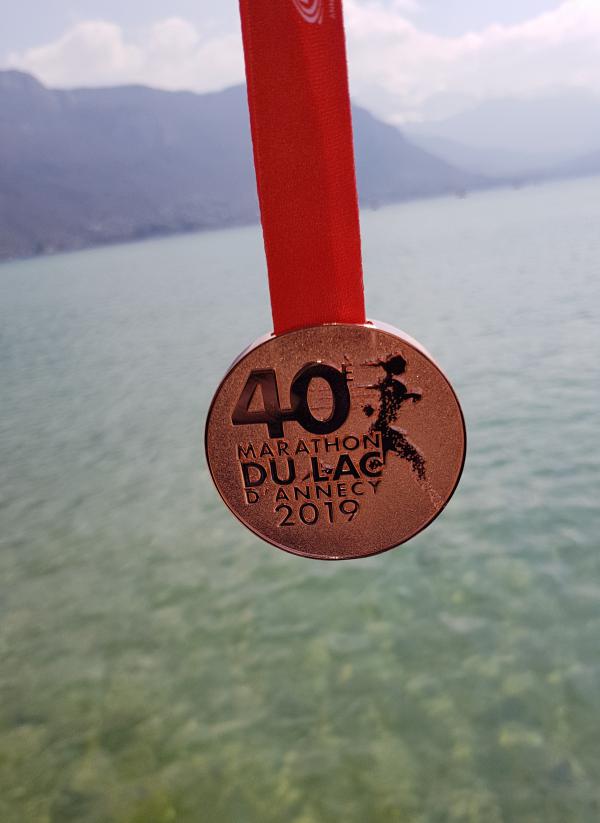 40E
MARATHON
DU LAC
D'ANNECY
2019